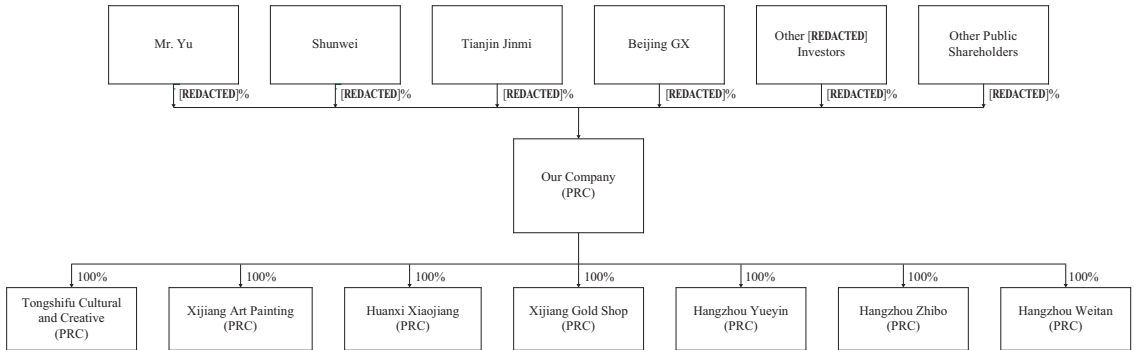 Mr. Yu
Shunwei
Tianjin Jinmi
Beijing GX
Other [REDACTED]
Investors
Other Public
Shareholders
[REDACTED]%
[REDACTED]%
[REDACTED]%
[REDACTED]%
[REDACTED]%
[REDACTED]%
Our Company
(PRC)
100%
100%
100%
100%
100%
100%
100%
Tongshifu Cultural
and Creative
(PRC)
Xijiang Art Painting
(PRC)
Huanxi Xiaojiang
(PRC)
Xijiang Gold Shop
(PRC)
Hangzhou Yueyin
(PRC)
Hangzhou Zhibo
(PRC)
Hangzhou Weitan
(PRC)